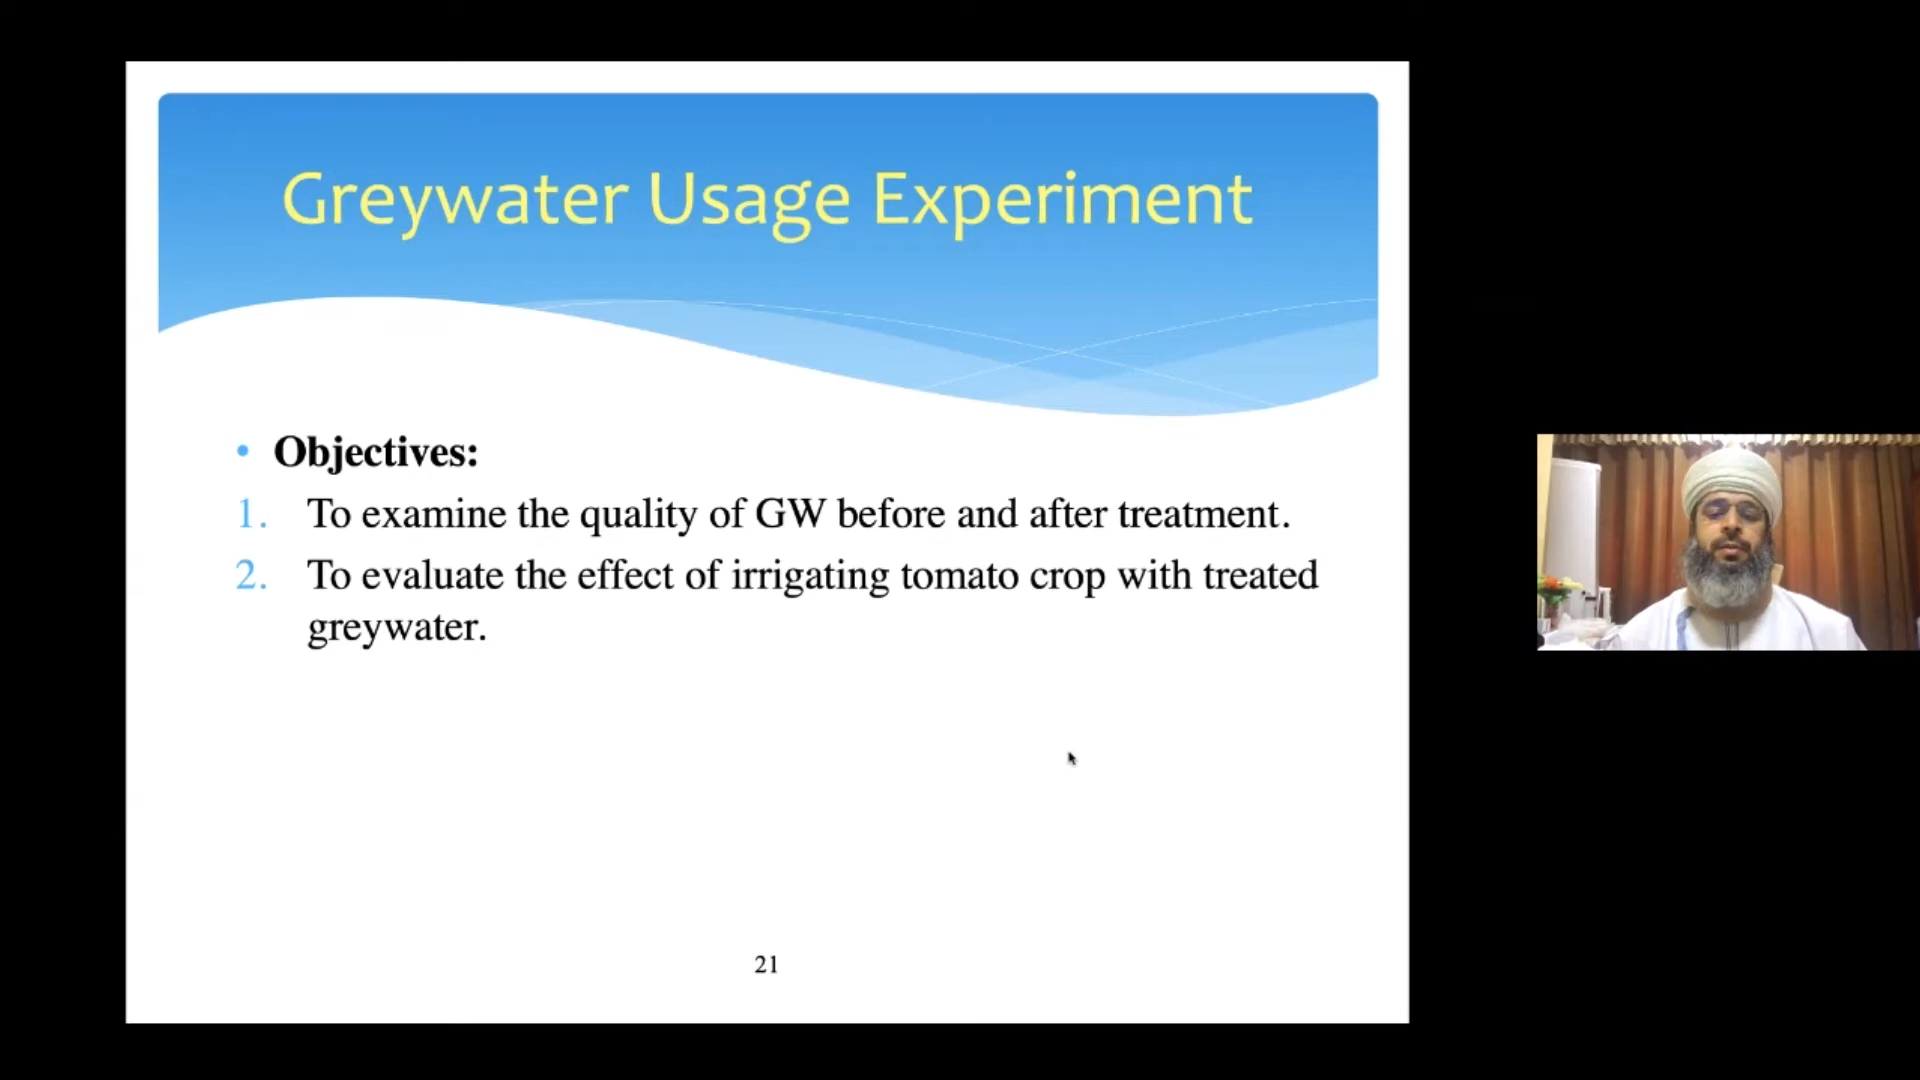 Greywater Usage Experiment
• Objectives:
1. To examine the quality of GW before and after treatment.
2. To evaluate the effect of irrigating tomato crop with treated
greywater.
21